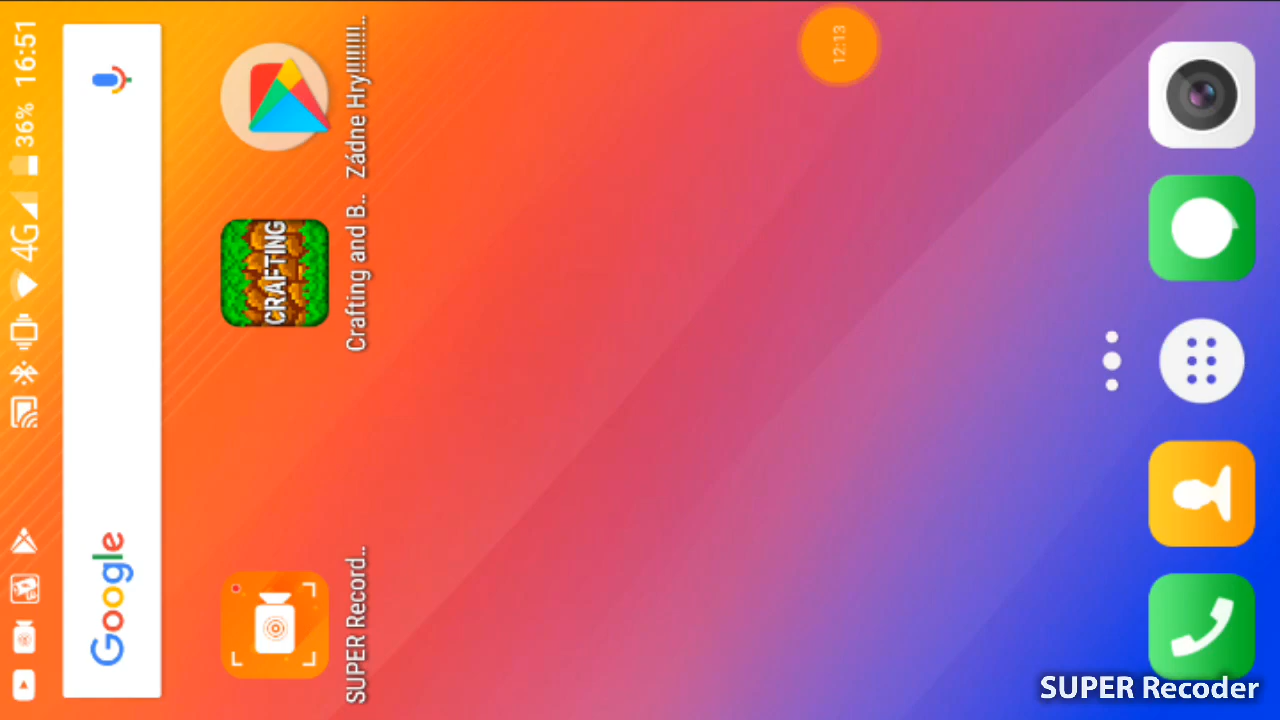 4G 36% 16:51
Google
SUPER Record..
CRAFTING
Crafting and B..
Zádne Hry!!!!!!!!!..
12:13
SUPER Recoder